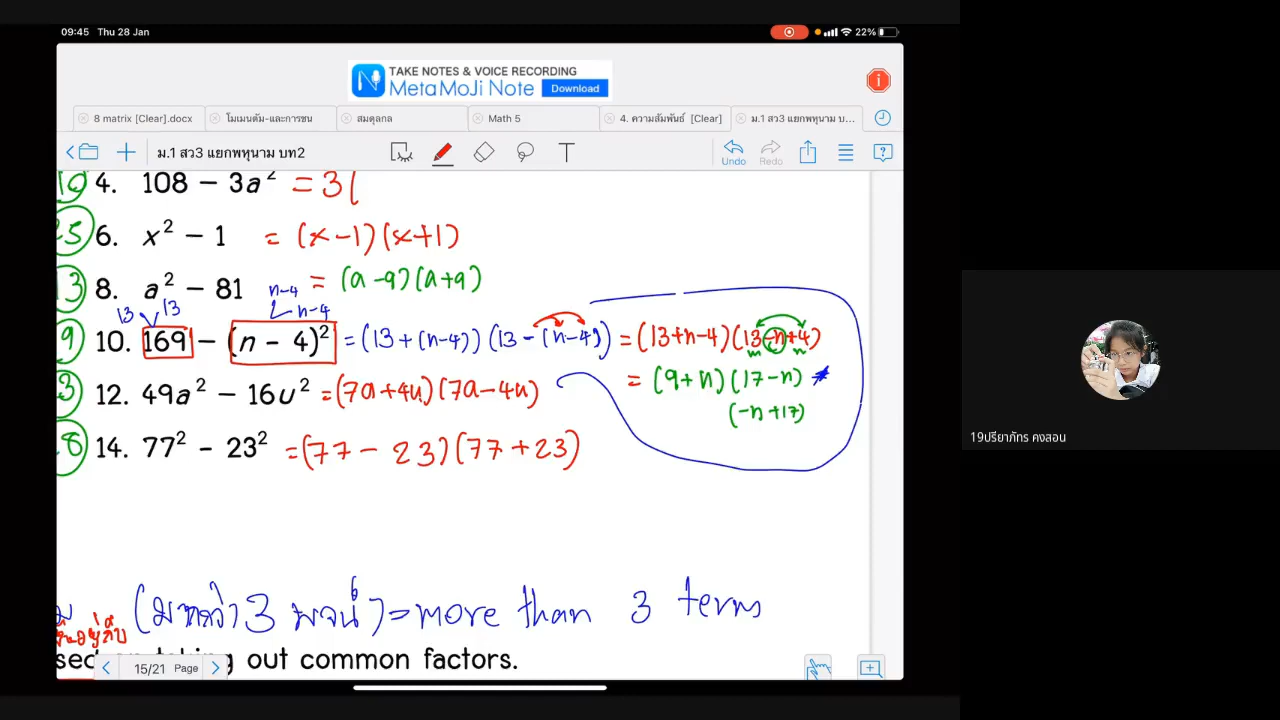 09:45 Thu 28 Jan
22%
TAKE NOTES & VOICE RECORDING
MetaMoJi Note Download
8 matrix [Clear].docx
โมเมนตัม-และการชน
สมดุลกล
Math 5
4. ความสัมพันธ์ [Clear]
ม.1 สว3 แยกพหุนาม บ...
ม.1 สว3 แยกพหุนาม บท2
Undo
Redo
4. 108 − 3a² = 3(
6. x² − 1 = (x−1)(x+1)
8. a² − 81 = (a−9)(a+9)
n−4
13 13 n−4
10. 169 − (n − 4)² = (13+(n−4))(13−(n−4)) = (13+n−4)(13−n+4)
= (9+n)(17−n)
(−n+17)
12. 49a² − 16u² = (7a+4u)(7a−4u)
14. 77² − 23² = (77−23)(77+23)
(มากกว่า 3 พจน์) = more than 3 terms
out common factors.
15/21 Page
19ปรียาภัทร คงสอน